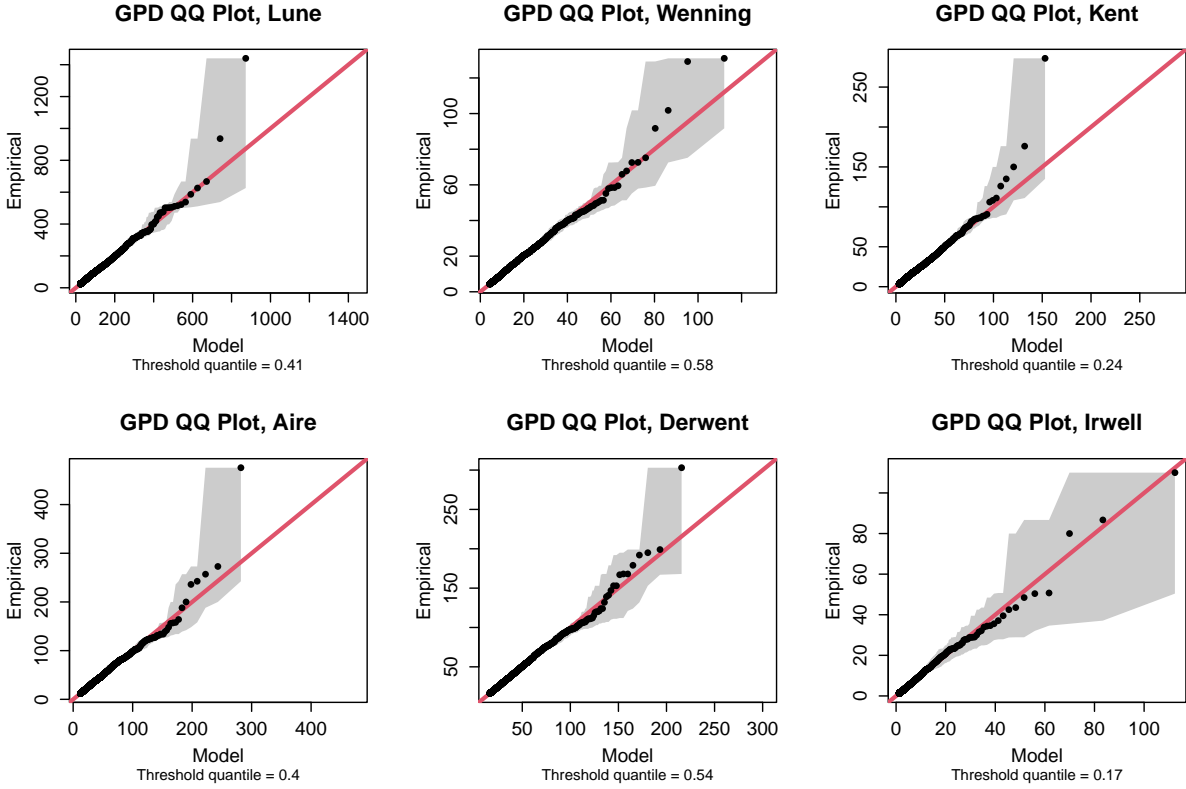 GPD QQ Plot, Lune
Empirical
0 400 800 1200
0 200 600 1000 1400
Model
Threshold quantile = 0.41
GPD QQ Plot, Wenning
Empirical
0 20 60 100
0 20 40 60 80 100
Model
Threshold quantile = 0.58
GPD QQ Plot, Kent
Empirical
0 50 150 250
0 50 100 150 200 250
Model
Threshold quantile = 0.24
GPD QQ Plot, Aire
Empirical
0 100 200 300 400
0 100 200 300 400
Model
Threshold quantile = 0.4
GPD QQ Plot, Derwent
Empirical
50 150 250
50 100 150 200 250 300
Model
Threshold quantile = 0.54
GPD QQ Plot, Irwell
Empirical
0 20 40 60 80
0 20 40 60 80 100
Model
Threshold quantile = 0.17